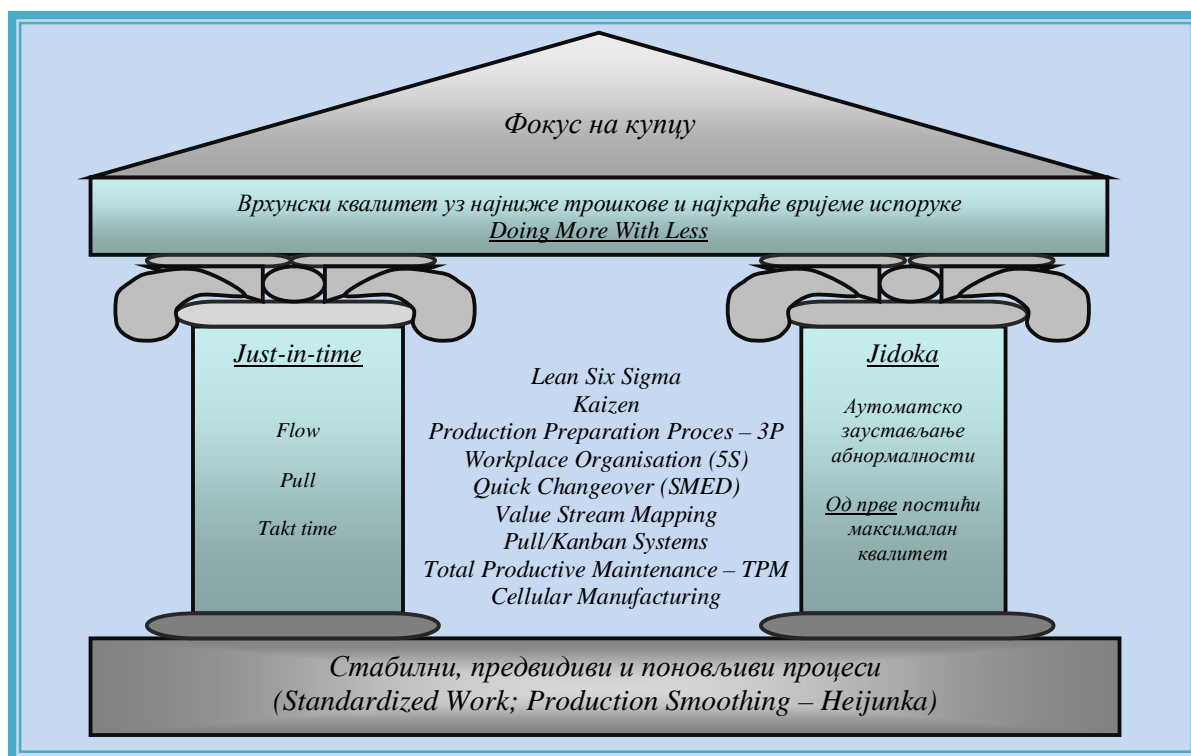 Фокус на купцу
Врхунски квалитет уз најниже трошкове и најкраће вријеме испоруке
Doing More With Less
Just-in-time
Flow
Pull
Takt time
Lean Six Sigma
Kaizen
Production Preparation Proces – 3P
Workplace Organisation (5S)
Quick Changeover (SMED)
Value Stream Mapping
Pull/Kanban Systems
Total Productive Maintenance – TPM
Cellular Manufacturing
Jidoka
Аутоматско
заустављање
абнормалности
Од прве постићи
максималан
квалитет
Стабилни, предвидиви и поновљиви процеси
(Standardized Work; Production Smoothing – Heijunka)